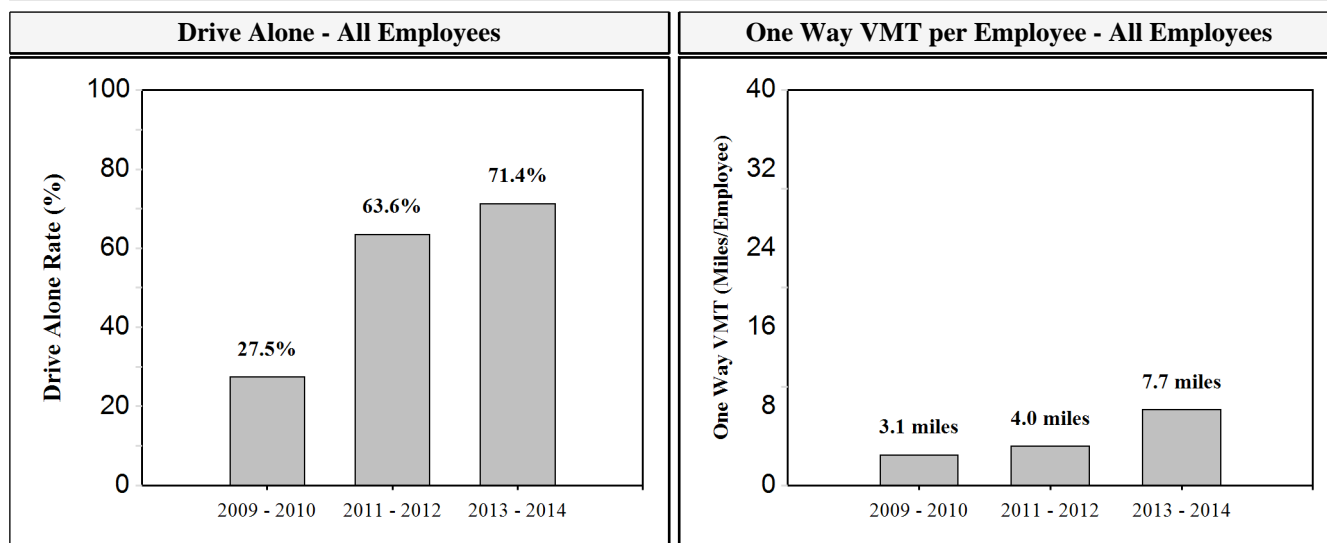 Drive Alone - All Employees
One Way VMT per Employee - All Employees
Drive Alone Rate (%)
100
80
60
40
20
0
27.5%
63.6%
71.4%
2009 - 2010
2011 - 2012
2013 - 2014
One Way VMT (Miles/Employee)
40
32
24
16
8
0
3.1 miles
4.0 miles
7.7 miles
2009 - 2010
2011 - 2012
2013 - 2014